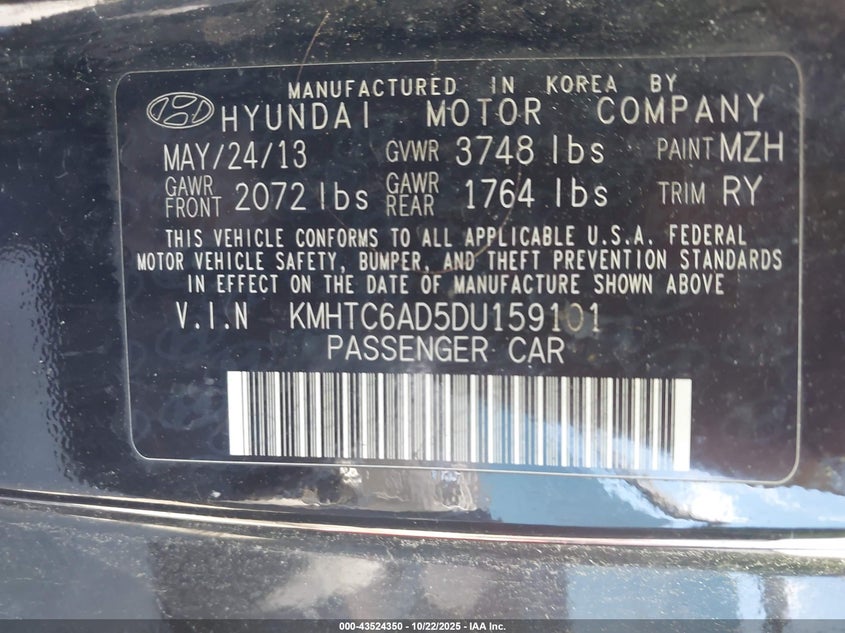 MANUFACTURED IN KOREA BY
HYUNDAI MOTOR COMPANY
MAY/24/13 GVWR 3748 lbs PAINT MZH
GAWR FRONT 2072 lbs GAWR REAR 1764 lbs TRIM RY
THIS VEHICLE CONFORMS TO ALL APPLICABLE U.S.A. FEDERAL
MOTOR VEHICLE SAFETY, BUMPER, AND THEFT PREVENTION STANDARDS
IN EFFECT ON THE DATE OF MANUFACTURE SHOWN ABOVE
V.I.N KMHTC6AD5DU159101
PASSENGER CAR
000-43524350 - 10/22/2025 - IAA Inc.